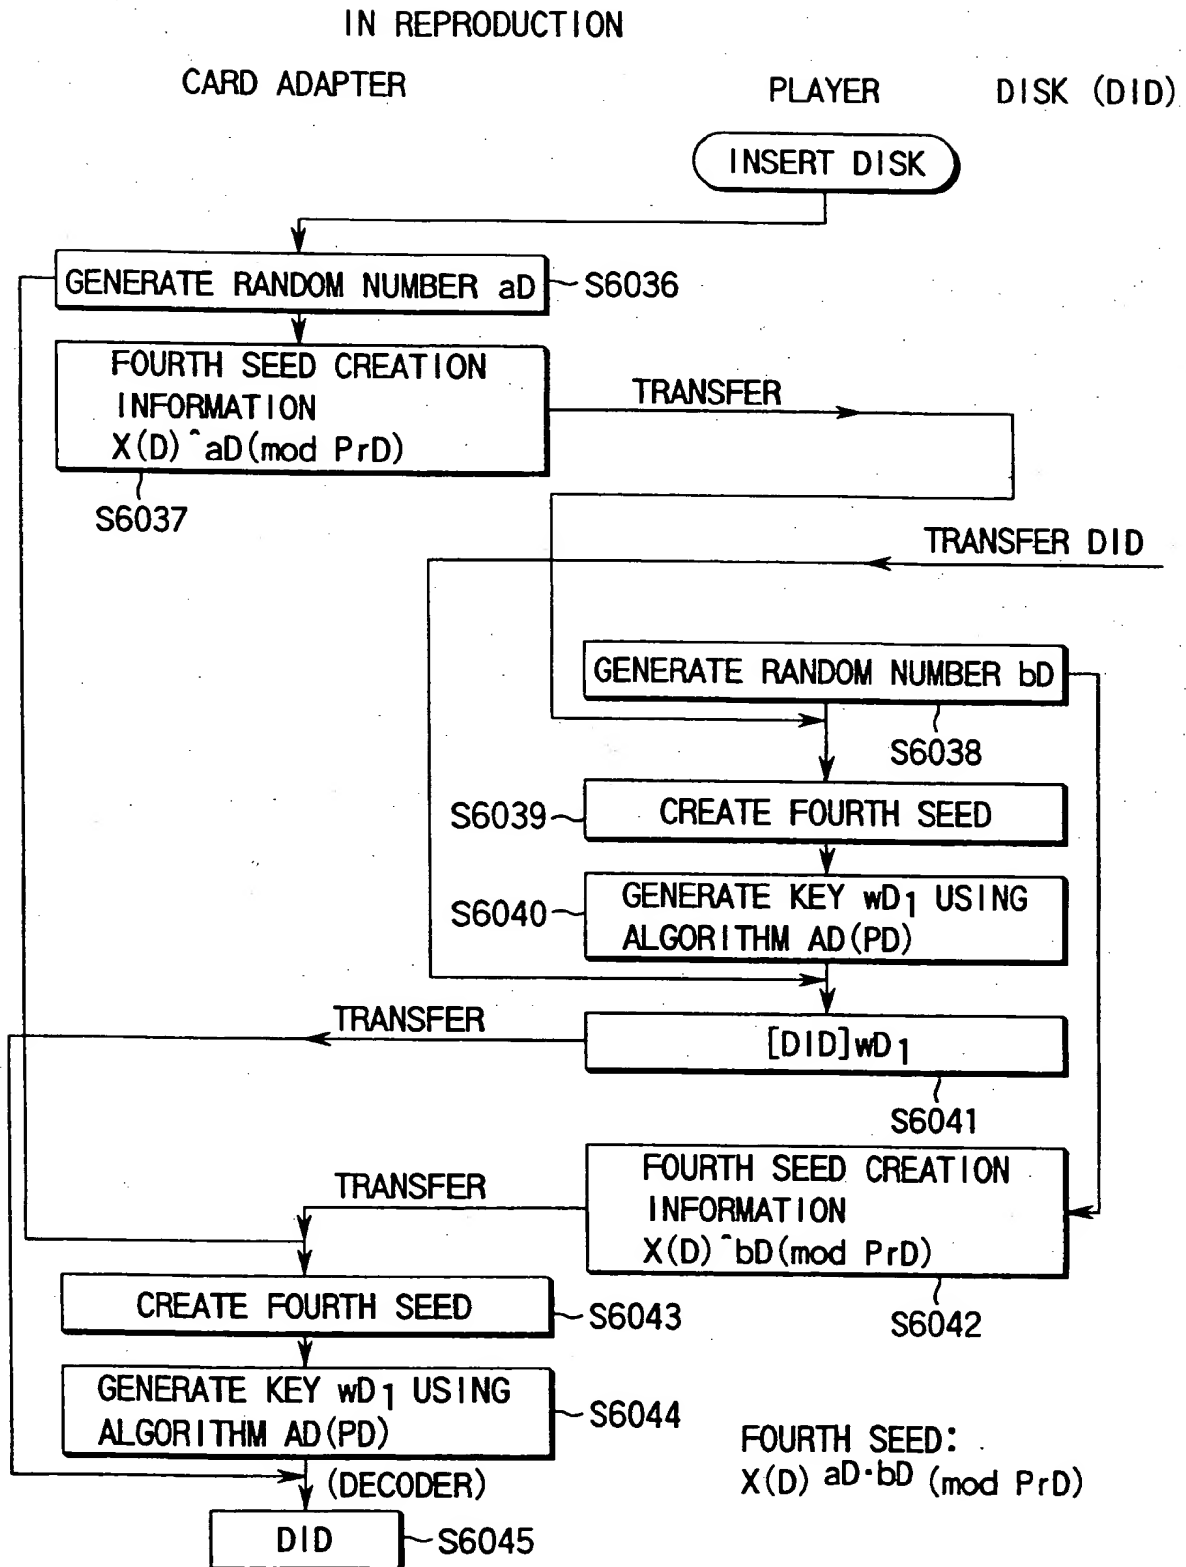 IN REPRODUCTION
CARD ADAPTER
PLAYER
DISK (DID)
INSERT DISK
GENERATE RANDOM NUMBER aD
S6036
FOURTH SEED CREATION
INFORMATION
X(D)^aD(mod PrD)
S6037
TRANSFER
TRANSFER DID
GENERATE RANDOM NUMBER bD
S6038
S6039
CREATE FOURTH SEED
S6040
GENERATE KEY wD1 USING
ALGORITHM AD(PD)
TRANSFER
[DID]wD1
S6041
TRANSFER
FOURTH SEED CREATION
INFORMATION
X(D)^bD(mod PrD)
S6042
CREATE FOURTH SEED
S6043
GENERATE KEY wD1 USING
ALGORITHM AD(PD)
S6044
(DECODER)
DID
S6045
FOURTH SEED:
X(D) aD·bD (mod PrD)